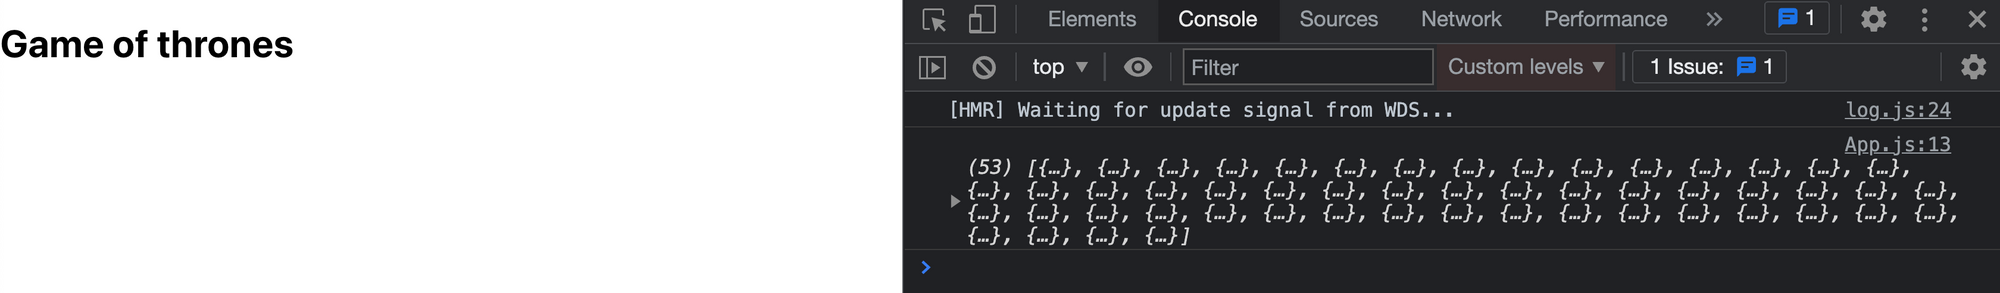 Game of thrones
Elements Console Sources Network Performance » 1
top ▼ Filter Custom levels ▼ 1 Issue: 1
[HMR] Waiting for update signal from WDS... log.js:24
App.js:13
(53) [{…}, {…}, {…}, {…}, {…}, {…}, {…}, {…}, {…}, {…}, {…}, {…}, {…}, {…}, {…},
{…}, {…}, {…}, {…}, {…}, {…}, {…}, {…}, {…}, {…}, {…}, {…}, {…}, {…}, {…}, {…}, {…},
{…}, {…}, {…}, {…}, {…}, {…}, {…}, {…}, {…}, {…}, {…}, {…}, {…}, {…}, {…}, {…}, {…},
{…}, {…}, {…}, {…}]